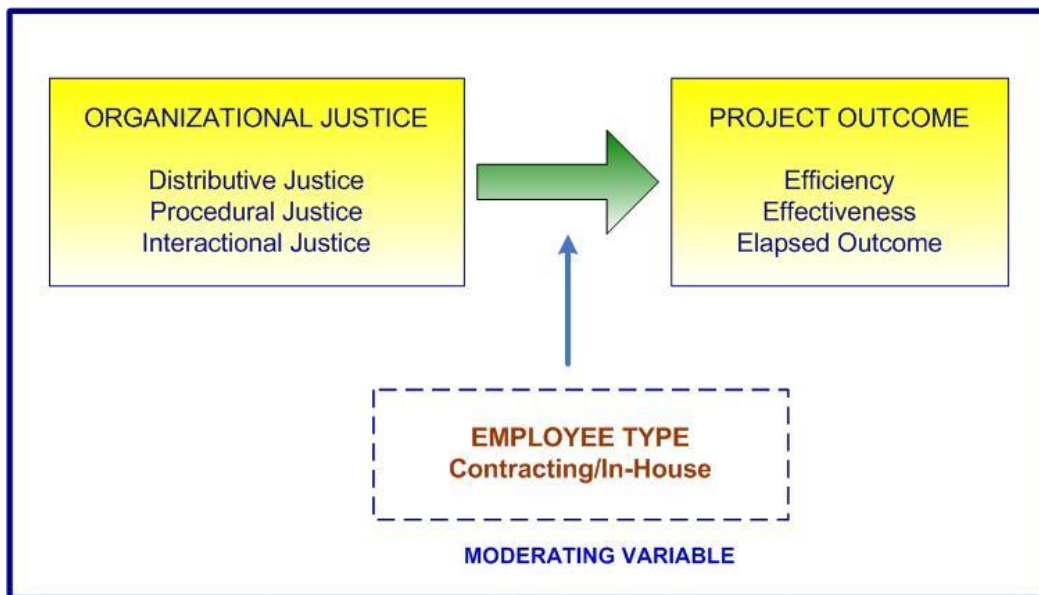 ORGANIZATIONAL JUSTICE
Distributive Justice
Procedural Justice
Interactional Justice
PROJECT OUTCOME
Efficiency
Effectiveness
Elapsed Outcome
EMPLOYEE TYPE
Contracting/In-House
MODERATING VARIABLE